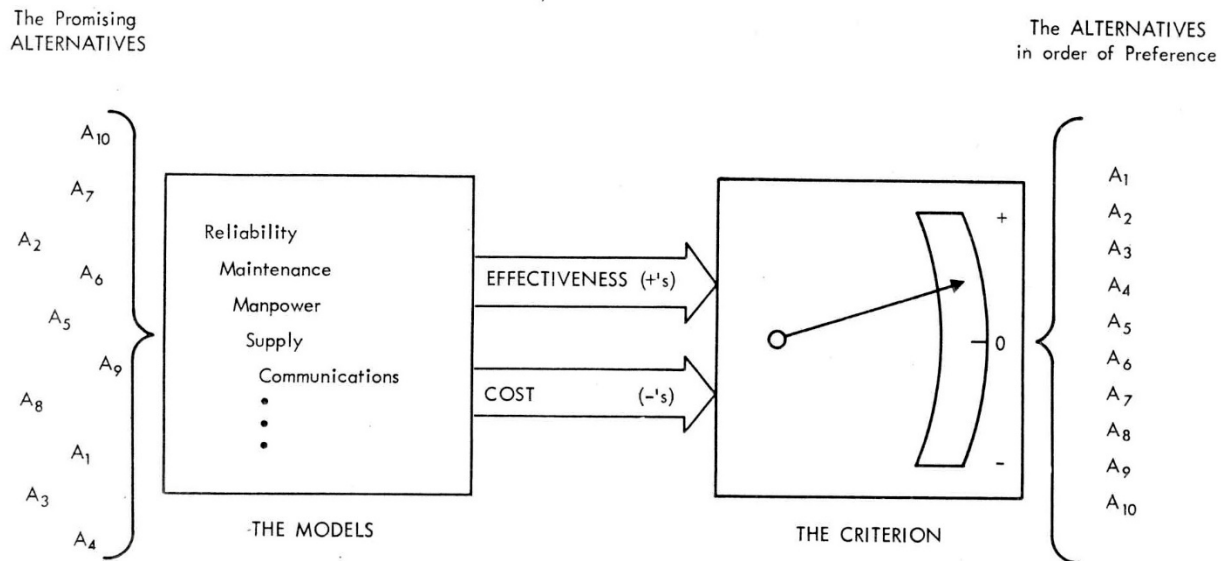 The Promising
ALTERNATIVES
A10
A7
A2
A6
A5
A9
A8
A1
A3
A4
Reliability
Maintenance
Manpower
Supply
Communications
THE MODELS
EFFECTIVENESS (+'s)
COST (-'s)
+
0
-
THE CRITERION
The ALTERNATIVES
in order of Preference
A1
A2
A3
A4
A5
A6
A7
A8
A9
A10